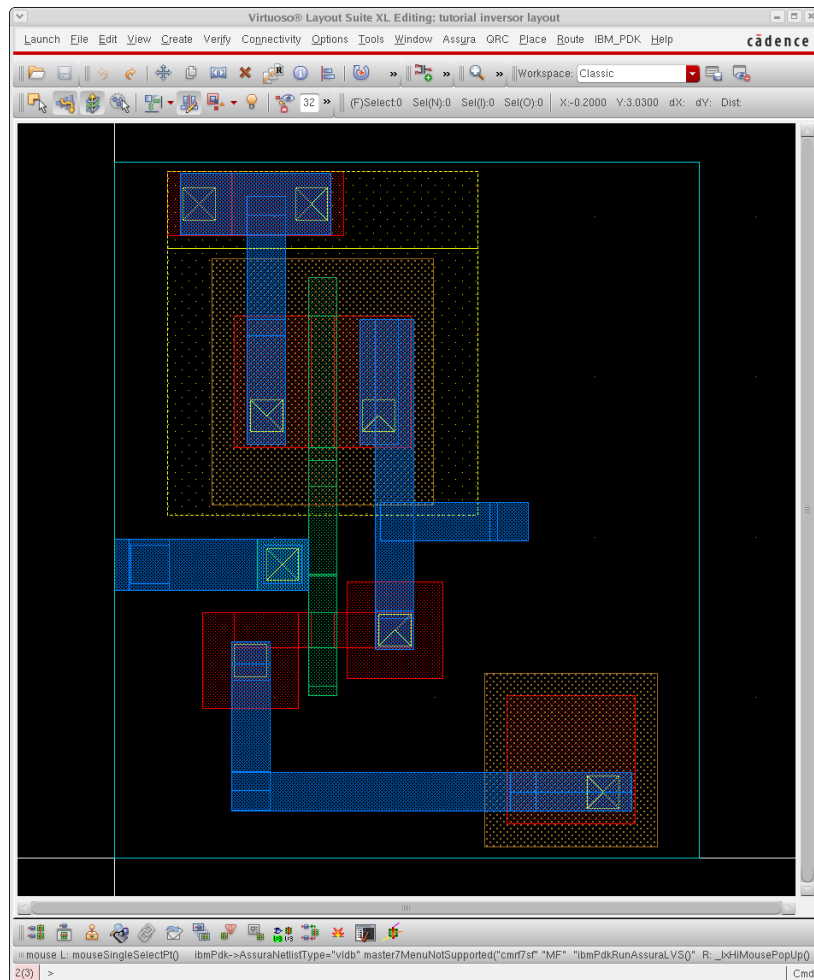 Virtuoso® Layout Suite XL Editing: tutorial inversor layout
Launch File Edit View Create Verify Connectivity Options Tools Window Assura QRC Place Route IBM_PDK Help cādence
» » » Workspace: Classic
32 » (F)Select:0 Sel(N):0 Sel(I):0 Sel(O):0 X:-0.2000 Y:3.0300 dX: dY: Dist:
mouse L: mouseSingleSelectPt() ibmPdk->AssuraNetlistType="vldb" master7MenuNotSupported("cmrf7sf" "MF" "ibmPdkRunAssuraLVS()" R: _lxHiMousePopUp()
2(3) > Cmd